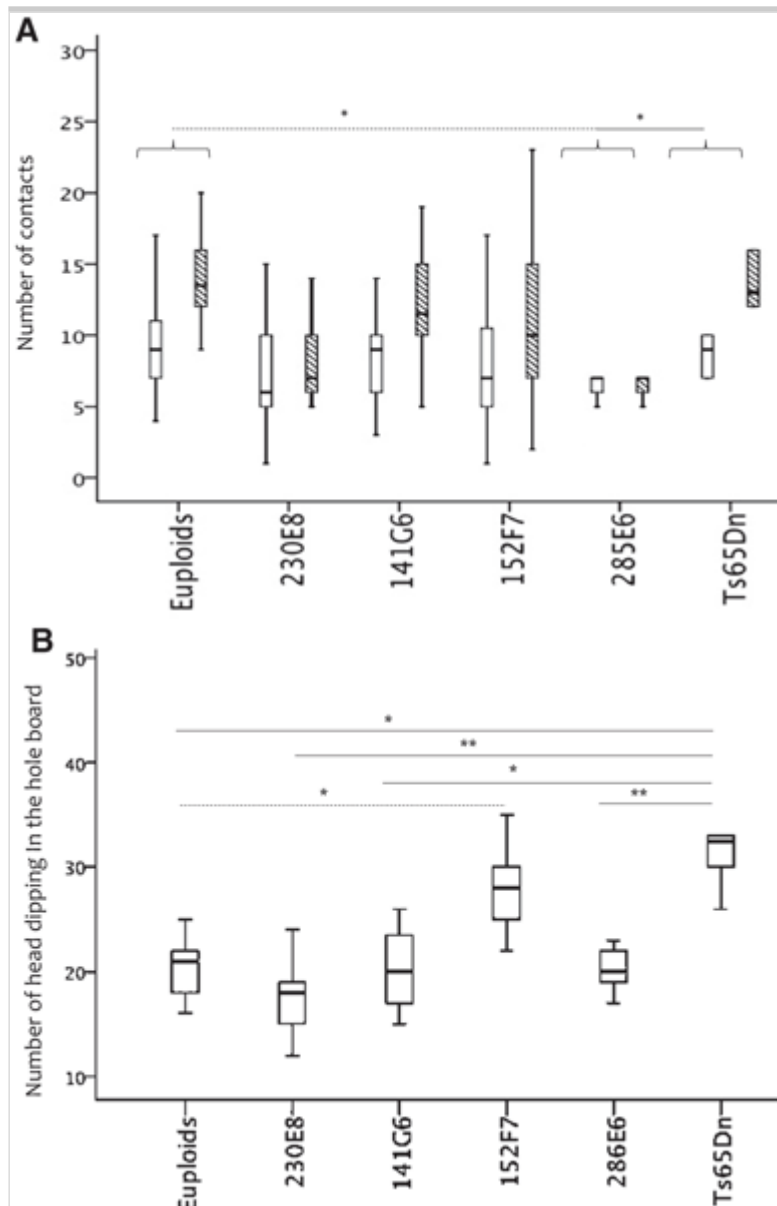 A
Number of contacts
30
25
20
15
10
5
0
*
*
Euploids
230E8
141G6
152F7
285E6
Ts65Dn
B
Number of head dipping In the hole board
50
40
30
20
10
*
**
*
*
**
Euploids
230E8
141G6
152F7
286E6
Ts65Dn